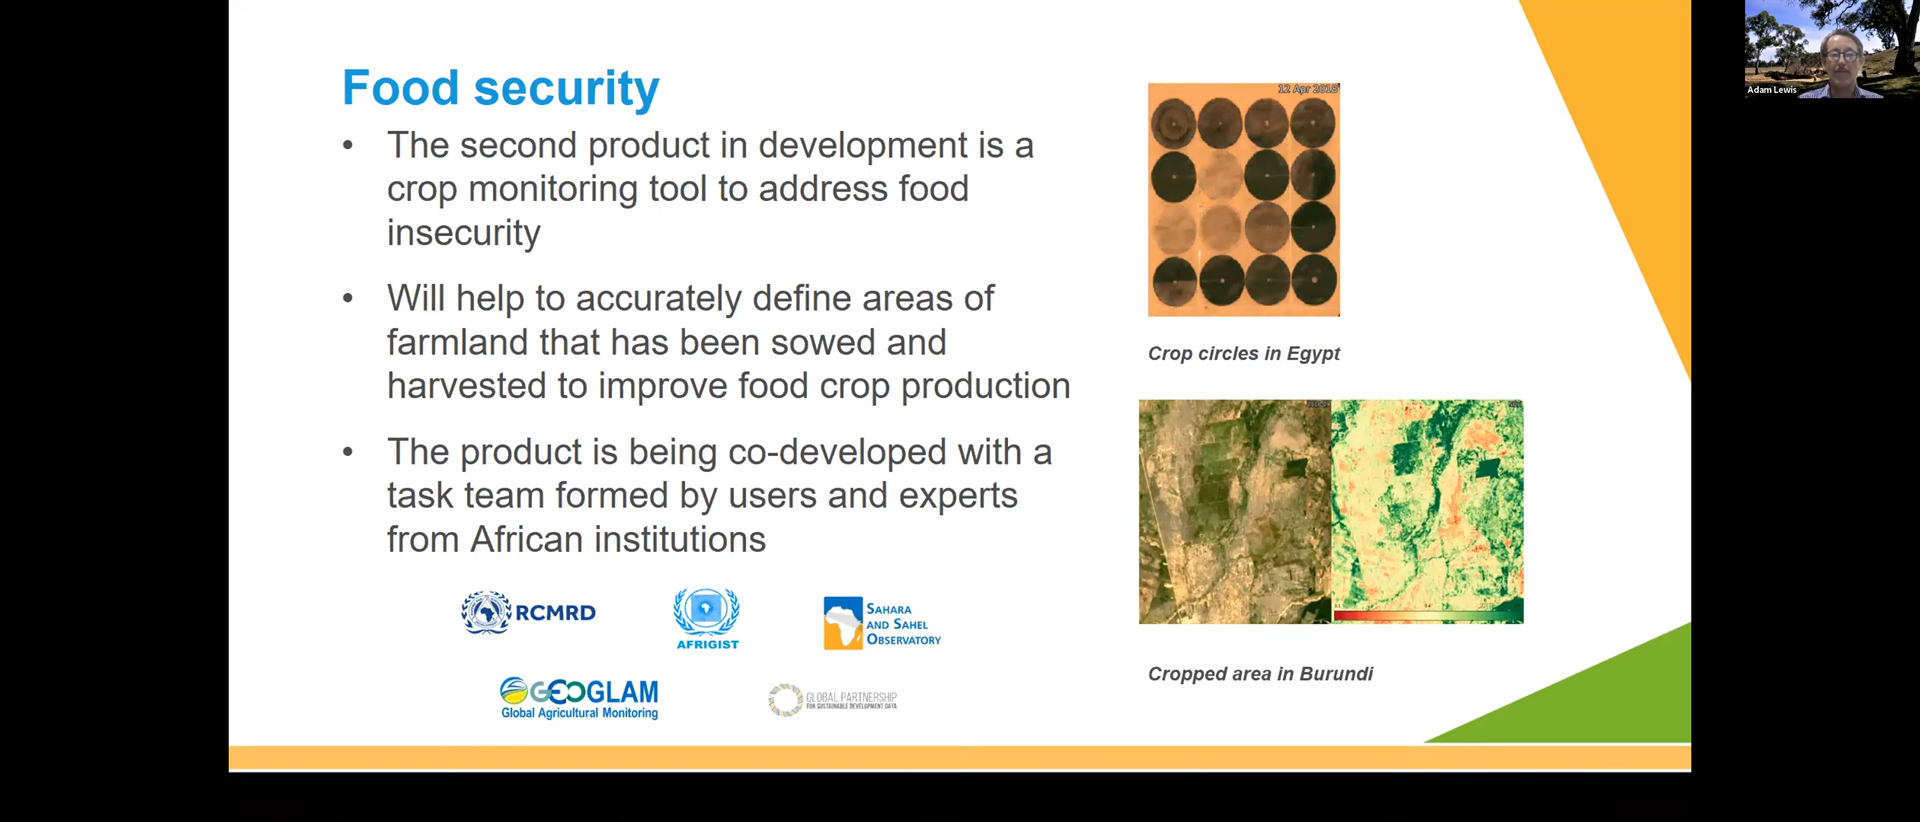 Food security
• The second product in development is a
crop monitoring tool to address food
insecurity
• Will help to accurately define areas of
farmland that has been sowed and
harvested to improve food crop production
• The product is being co-developed with a
task team formed by users and experts
from African institutions
RCMRD
AFRIGIST
SAHARA
AND SAHEL
OBSERVATORY
GEOGLAM
Global Agricultural Monitoring
GLOBAL PARTNERSHIP
FOR SUSTAINABLE DEVELOPMENT DATA
12 Apr 2018
Crop circles in Egypt
Cropped area in Burundi
Adam Lewis